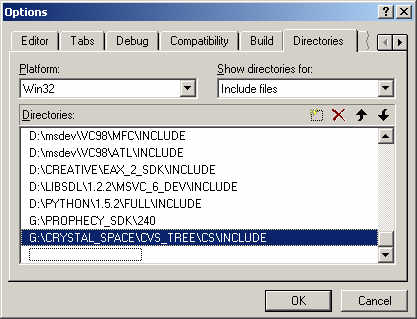 Options
Editor Tabs Debug Compatibility Build Directories
Platform: Show directories for:
Win32 Include files
Directories:
D:\msdev\VC98\MFC\INCLUDE
D:\msdev\VC98\ATL\INCLUDE
D:\CREATIVE\EAX_2_SDK\INCLUDE
D:\LIBSDL\1.2.2\MSVC_6_DEV\INCLUDE
D:\PYTHON\1.5.2\FULL\INCLUDE
G:\PROPHECY_SDK\240
G:\CRYSTAL_SPACE\CVS_TREE\CS\INCLUDE
OK Cancel